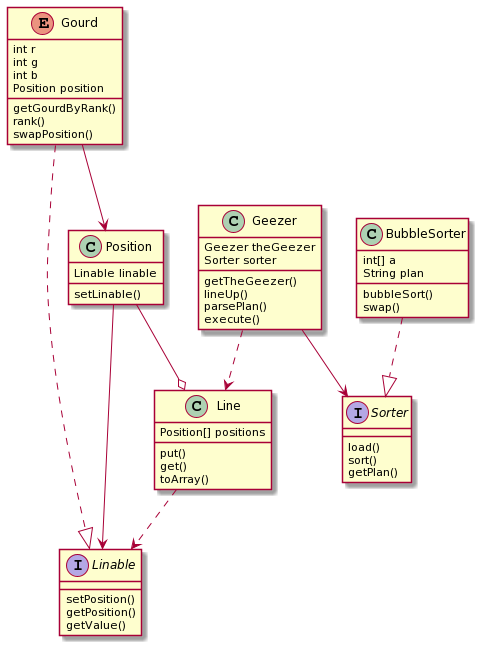 E Gourd
int r
int g
int b
Position position
getGourdByRank()
rank()
swapPosition()
C Position
Linable linable
setLinable()
C Geezer
Geezer theGeezer
Sorter sorter
getTheGeezer()
lineUp()
parsePlan()
execute()
C BubbleSorter
int[] a
String plan
bubbleSort()
swap()
C Line
Position[] positions
put()
get()
toArray()
I Sorter
load()
sort()
getPlan()
I Linable
setPosition()
getPosition()
getValue()